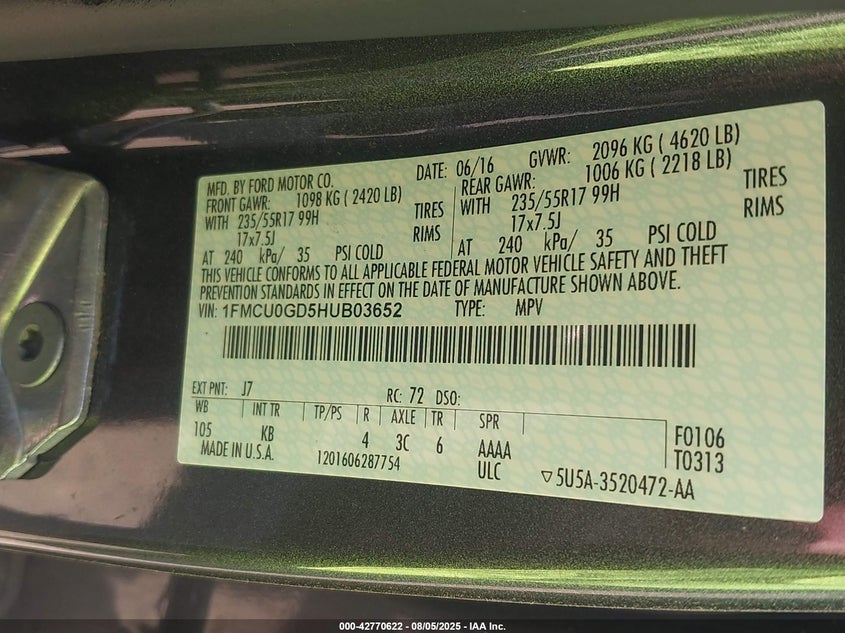 MFD. BY FORD MOTOR CO. DATE: 06/16 GVWR: 2096 KG ( 4620 LB)
FRONT GAWR: 1098 KG ( 2420 LB) REAR GAWR: 1006 KG ( 2218 LB)
WITH 235/55R17 99H TIRES WITH 235/55R17 99H TIRES
17x7.5J RIMS 17x7.5J RIMS
AT 240 kPa/ 35 PSI COLD AT 240 kPa/ 35 PSI COLD
THIS VEHICLE CONFORMS TO ALL APPLICABLE FEDERAL MOTOR VEHICLE SAFETY AND THEFT
PREVENTION STANDARDS IN EFFECT ON THE DATE OF MANUFACTURE SHOWN ABOVE.
VIN: 1FMCU0GD5HUB03652 TYPE: MPV
EXT PNT: J7 RC: 72 DSO:
WB INT TR TP/PS R AXLE TR SPR
105 KB 4 3C 6 AAAA F0106
MADE IN U.S.A. 1201606287754 ULC T0313
▽5U5A-3520472-AA
000-42770622 - 08/05/2025 - IAA Inc.